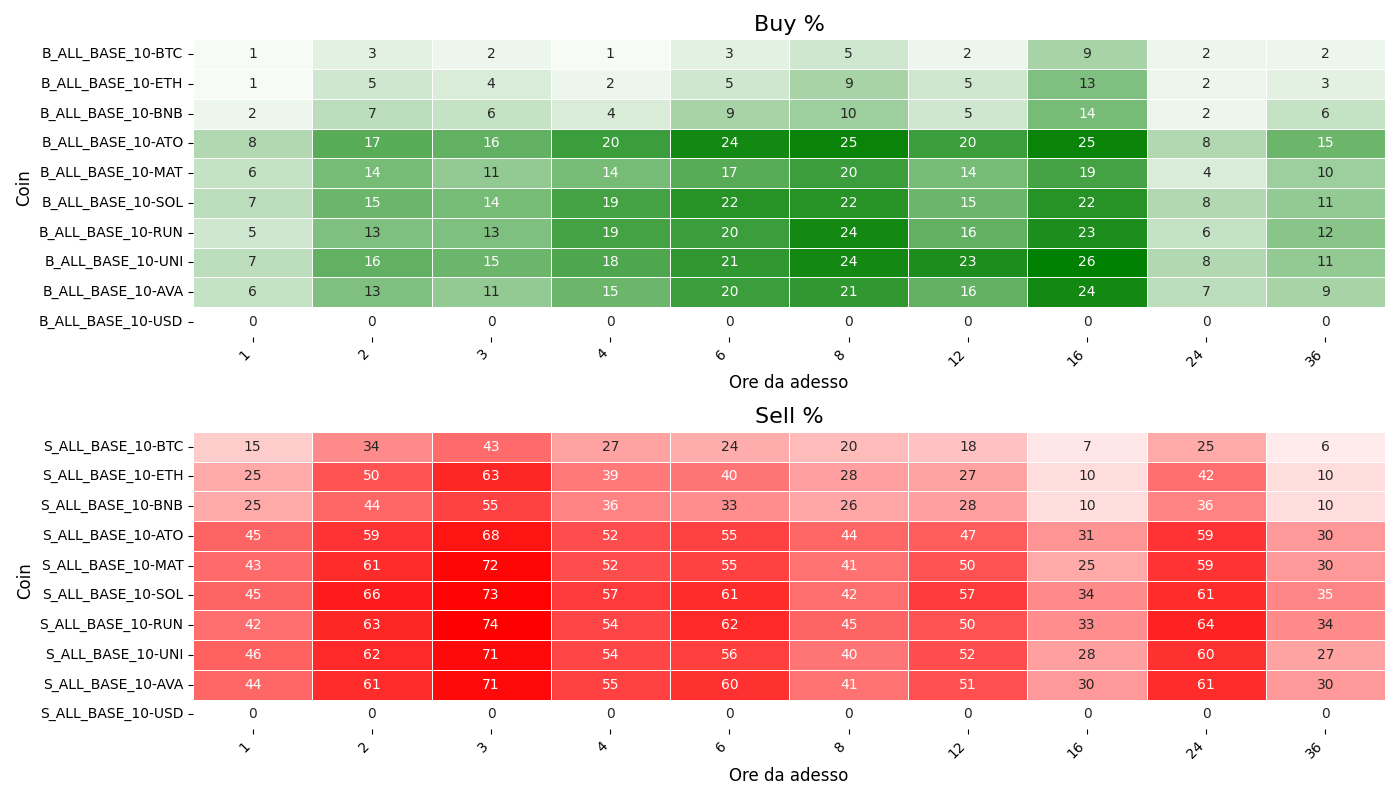 Buy %
Coin
B_ALL_BASE_10-BTC 1 3 2 1 3 5 2 9 2 2
B_ALL_BASE_10-ETH 1 5 4 2 5 9 5 13 2 3
B_ALL_BASE_10-BNB 2 7 6 4 9 10 5 14 2 6
B_ALL_BASE_10-ATO 8 17 16 20 24 25 20 25 8 15
B_ALL_BASE_10-MAT 6 14 11 14 17 20 14 19 4 10
B_ALL_BASE_10-SOL 7 15 14 19 22 22 15 22 8 11
B_ALL_BASE_10-RUN 5 13 13 19 20 24 16 23 6 12
B_ALL_BASE_10-UNI 7 16 15 18 21 24 23 26 8 11
B_ALL_BASE_10-AVA 6 13 11 15 20 21 16 24 7 9
B_ALL_BASE_10-USD 0 0 0 0 0 0 0 0 0 0
1 2 3 4 6 8 12 16 24 36
Ore da adesso
Sell %
Coin
S_ALL_BASE_10-BTC 15 34 43 27 24 20 18 7 25 6
S_ALL_BASE_10-ETH 25 50 63 39 40 28 27 10 42 10
S_ALL_BASE_10-BNB 25 44 55 36 33 26 28 10 36 10
S_ALL_BASE_10-ATO 45 59 68 52 55 44 47 31 59 30
S_ALL_BASE_10-MAT 43 61 72 52 55 41 50 25 59 30
S_ALL_BASE_10-SOL 45 66 73 57 61 42 57 34 61 35
S_ALL_BASE_10-RUN 42 63 74 54 62 45 50 33 64 34
S_ALL_BASE_10-UNI 46 62 71 54 56 40 52 28 60 27
S_ALL_BASE_10-AVA 44 61 71 55 60 41 51 30 61 30
S_ALL_BASE_10-USD 0 0 0 0 0 0 0 0 0 0
1 2 3 4 6 8 12 16 24 36
Ore da adesso